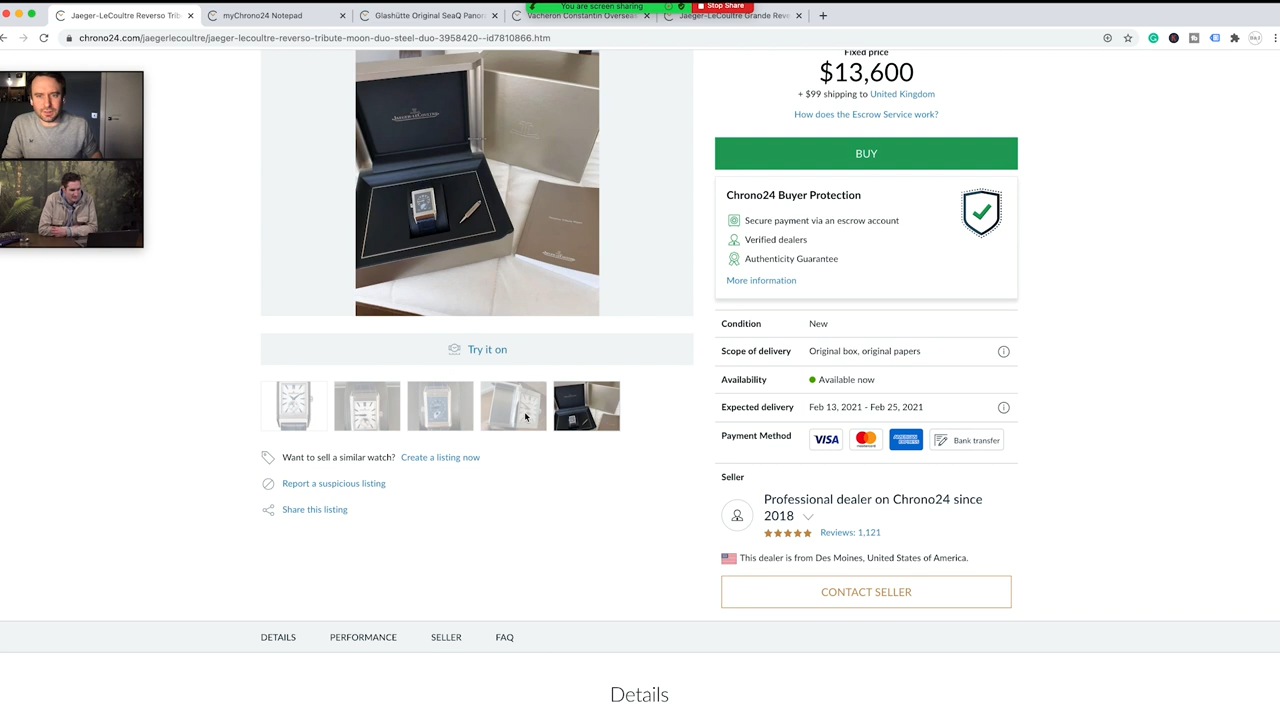 You are screen sharing
Stop Share
Jaeger-LeCoultre Reverso Trib
myChrono24 Notepad
Glashütte Original SeaQ Panor
Vacheron Constantin Overseas
Jaeger-LeCoultre Grande Reve
chrono24.com/jaegerlecoultre/jaeger-lecoultre-reverso-tribute-moon-duo-steel-duo-3958420--id7810866.htm
Fixed price
$13,600
+ $99 shipping to United Kingdom
How does the Escrow Service work?
JAEGER-LECOULTRE
BUY
Chrono24 Buyer Protection
Secure payment via an escrow account
Verified dealers
Authenticity Guarantee
More information
Condition New
Scope of delivery Original box, original papers
Availability Available now
Expected delivery Feb 13, 2021 - Feb 25, 2021
Payment Method VISA mastercard AMERICAN EXPRESS Bank transfer
Try it on
Want to sell a similar watch? Create a listing now
Report a suspicious listing
Share this listing
Seller
Professional dealer on Chrono24 since
2018
Reviews: 1,121
This dealer is from Des Moines, United States of America.
CONTACT SELLER
DETAILS PERFORMANCE SELLER FAQ
Details